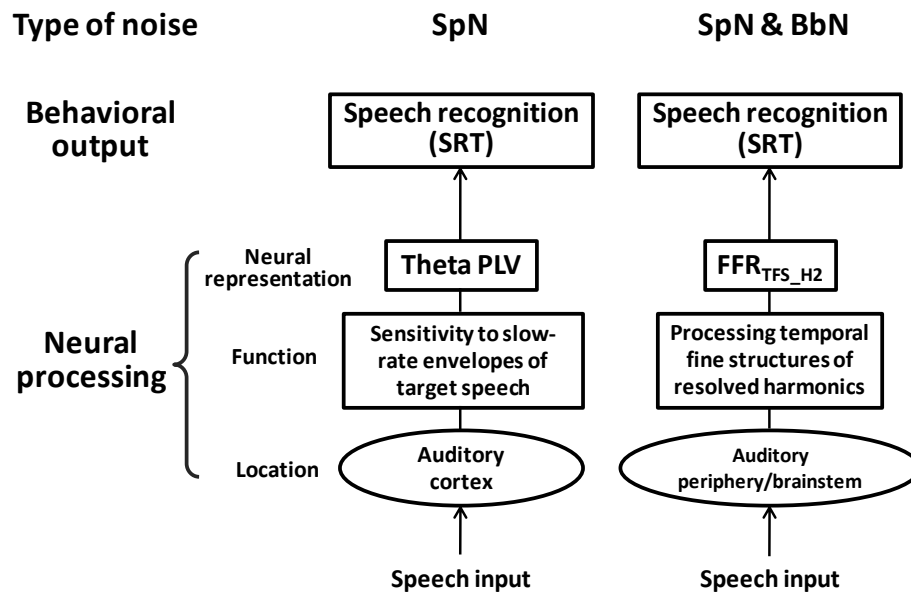 Type of noise SpN SpN & BbN
Behavioral
output
Speech recognition
(SRT)
Speech recognition
(SRT)
Neural
processing
Neural
representation
Theta PLV
FFRTFS_H2
Function
Sensitivity to slow-
rate envelopes of
target speech
Processing temporal
fine structures of
resolved harmonics
Location
Auditory
cortex
Auditory
periphery/brainstem
Speech input
Speech input